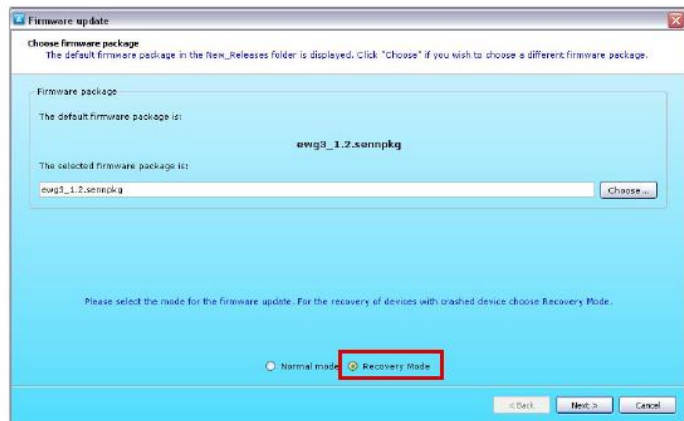 Firmware update
Choose firmware package
The default firmware package in the New_Releases folder is displayed. Click "Choose" if you wish to choose a different firmware package.
Firmware package
The default firmware package is:
ewg3_1.2.sennpkg
The selected firmware package is:
ewg3_1.2.sennpkg
Choose ...
Please select the mode for the firmware update. For the recovery of devices with crashed device choose Recovery Mode.
Normal mode Recovery Mode
< Back Next > Cancel